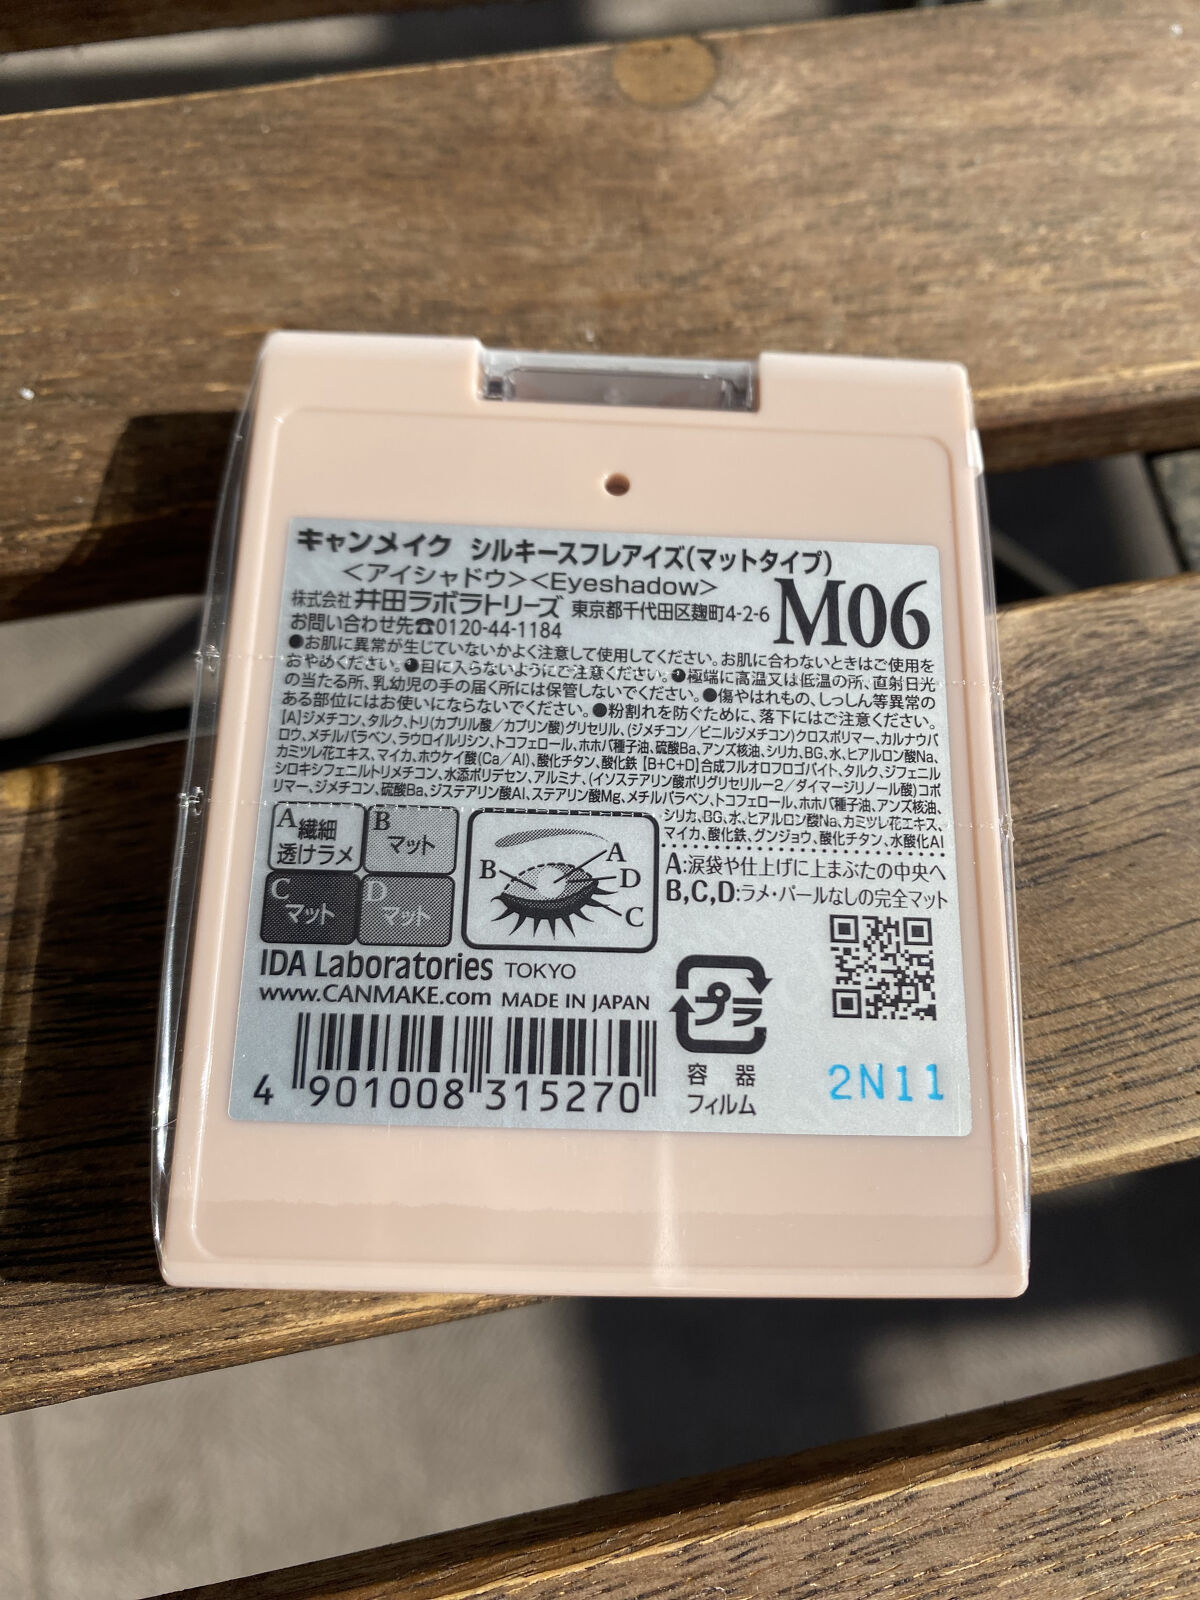 キャンメイク シルキースフレアイズ(マットタイプ)
<アイシャドウ><Eyeshadow>
M06
株式会社 井田ラボラトリーズ 東京都千代田区麹町4-2-6
お問い合わせ先☎0120-44-1184
●お肌に異常が生じていないかよく注意して使用してください。お肌に合わないときはご使用を
おやめください。●目に入らないようにご注意ください。●極端に高温又は低温の所、直射日光
の当たる所、乳幼児の手の届く所には保管しないでください。●傷やはれもの、しっしん等異常の
ある部位にはお使いにならないでください。●粉割れを防ぐために、落下にはご注意ください。
【A】ジメチコン、タルク、トリ(カプリル酸/カプリン酸)グリセリル、(ジメチコン/ビニルジメチコン)クロスポリマー、カルナウバ
ロウ、メチルパラベン、ラウロイルリシン、トコフェロール、ホホバ種子油、硫酸Ba、アンズ核油、シリカ、BG、水、ヒアルロン酸Na、
カミツレ花エキス、マイカ、ホウケイ酸(Ca/Al)、酸化チタン、酸化鉄【B+C+D】合成フルオロフロゴパイト、タルク、ジフェニル
シロキシフェニルトリメチコン、水添ポリデセン、アルミナ、(イソステアリン酸ポリグリセリル-2/ダイマージリノール酸)コポ
リマー、ジメチコン、硫酸Ba、ジステアリン酸Al、ステアリン酸Mg、メチルパラベン、トコフェロール、ホホバ種子油、アンズ核油、
シリカ、BG、水、ヒアルロン酸Na、カミツレ花エキス、
マイカ、酸化鉄、グンジョウ、酸化チタン、水酸化Al
A 繊細
透けラメ
B
マット
C
マット
D
マット
A
B
D
C
A:涙袋や仕上げに上まぶたの中央へ
B,C,D:ラメ・パールなしの完全マット
IDA Laboratories TOKYO
www.CANMAKE.com MADE IN JAPAN
4 901008 315270
プラ
容 器
フィルム
2N11